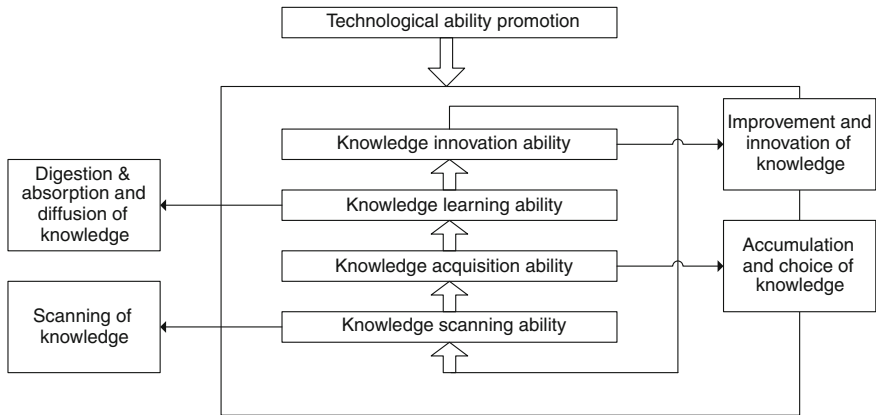 Technological ability promotion
Knowledge innovation ability
Improvement and
innovation of
knowledge
Digestion &
absorption and
diffusion of
knowledge
Knowledge learning ability
Knowledge acquisition ability
Accumulation
and choice of
knowledge
Scanning of
knowledge
Knowledge scanning ability